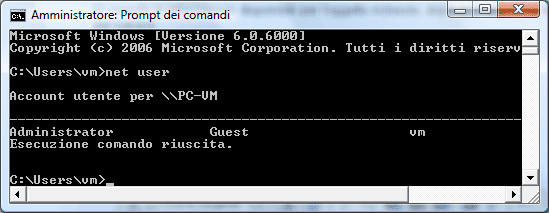 Amministratore: Prompt dei comandi
Microsoft Windows [Versione 6.0.6000]
Copyright (c) 2006 Microsoft Corporation. Tutti i diritti riserv
C:\Users\vm>net user
Account utente per \\PC-VM
-------------------------------------------------------------------------------
Administrator Guest vm
Esecuzione comando riuscita.
C:\Users\vm>_